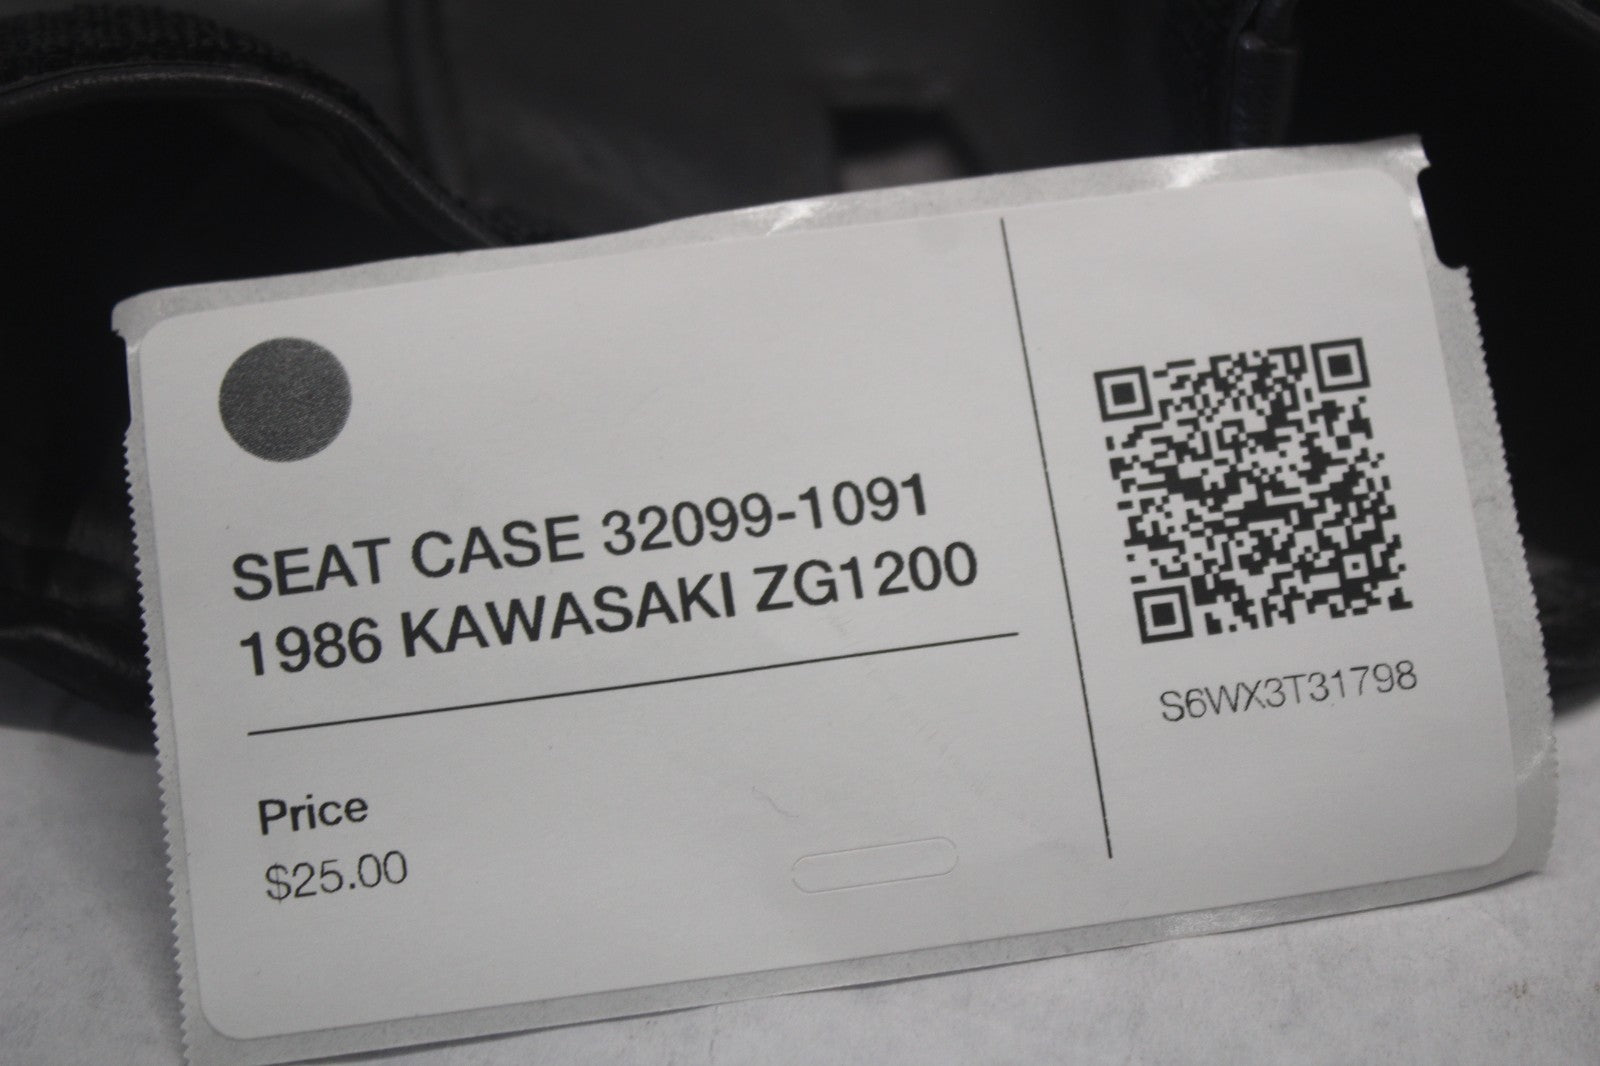 SEAT CASE 32099-1091
1986 KAWASAKI ZG1200
Price
$25.00
S6WX3T31798